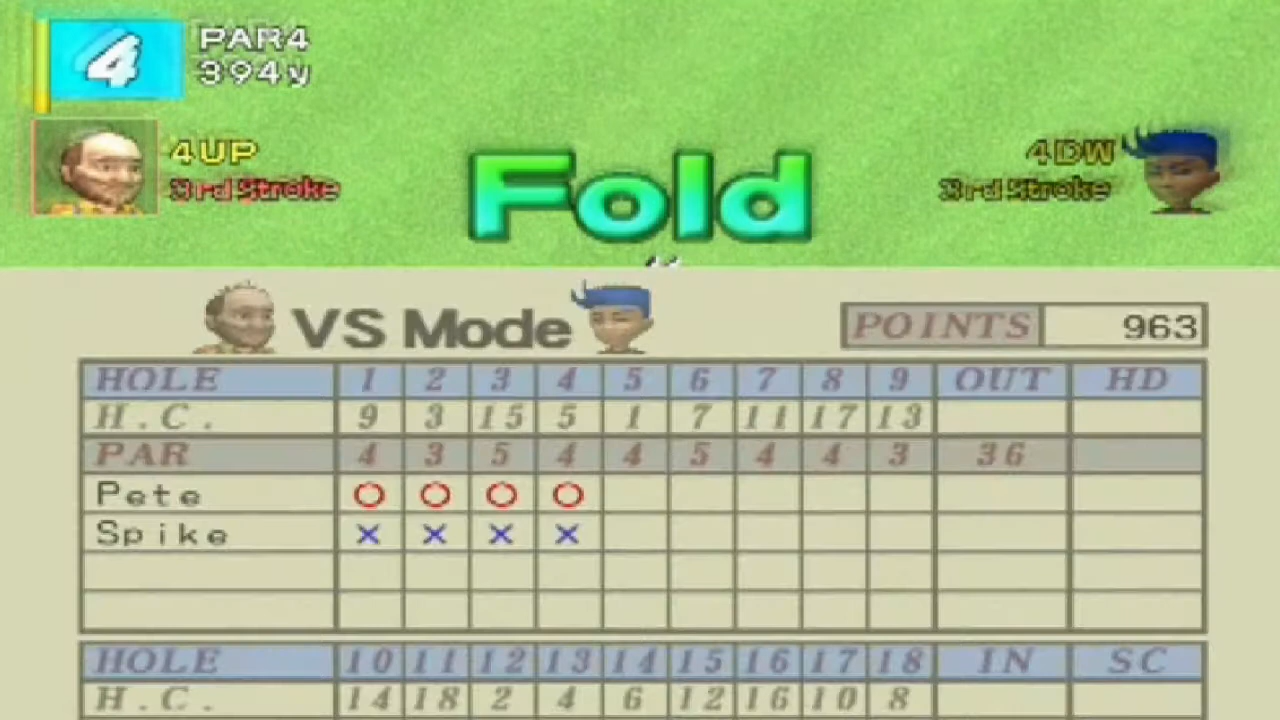 4 PAR4
394y
4UP 4DW
3rd Stroke 3rd Stroke
Fold
VS Mode POINTS 963
HOLE 1 2 3 4 5 6 7 8 9 OUT HD
H.C. 9 3 15 5 1 7 11 17 13
PAR 4 3 5 4 4 5 4 4 3 36
Pete ○ ○ ○ ○
Spike × × × ×
HOLE 10 11 12 13 14 15 16 17 18 IN SC
H.C. 14 18 2 4 6 12 16 10 8